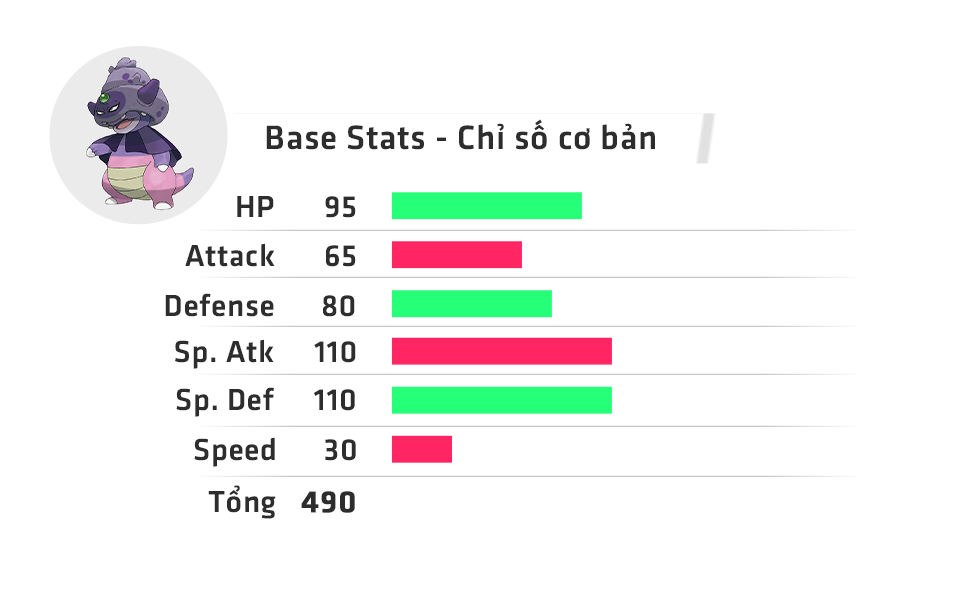 Base Stats - Chỉ số cơ bản
HP 95
Attack 65
Defense 80
Sp. Atk 110
Sp. Def 110
Speed 30
Tổng 490